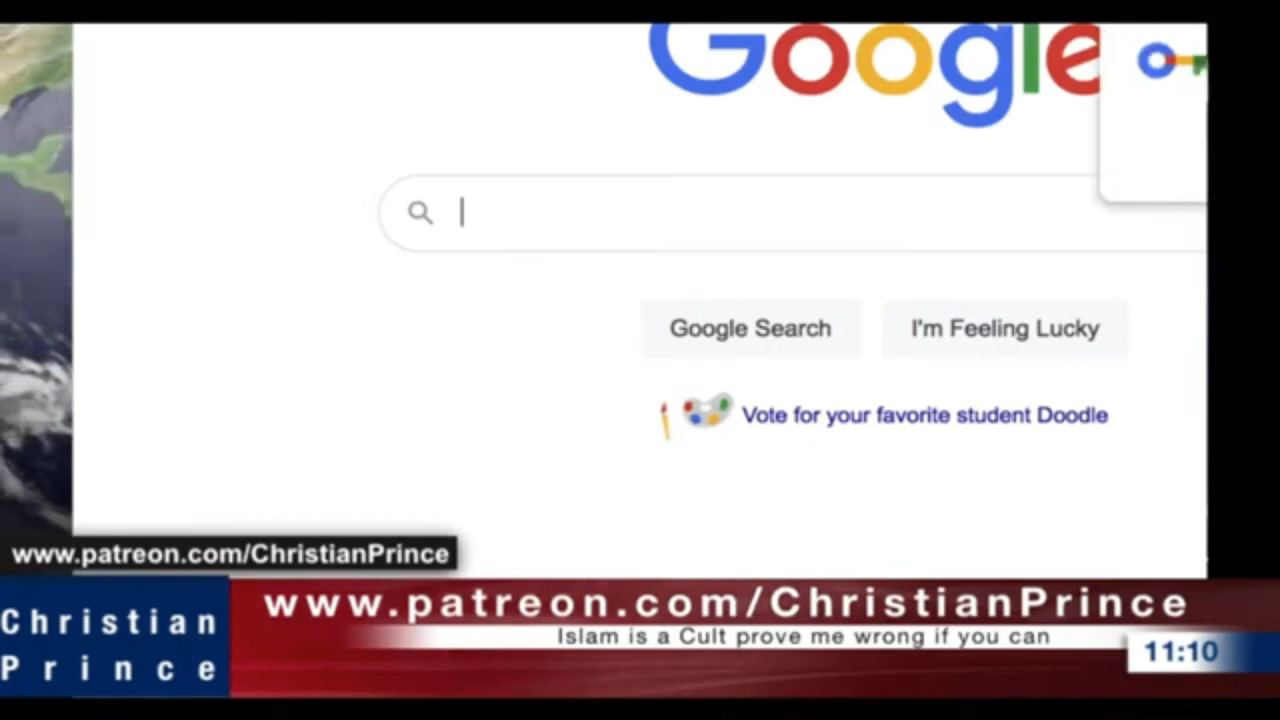 Google
Google Search
I'm Feeling Lucky
Vote for your favorite student Doodle
www.patreon.com/ChristianPrince
Christian
Prince
www.patreon.com/ChristianPrince
Islam is a Cult prove me wrong if you can
11:10